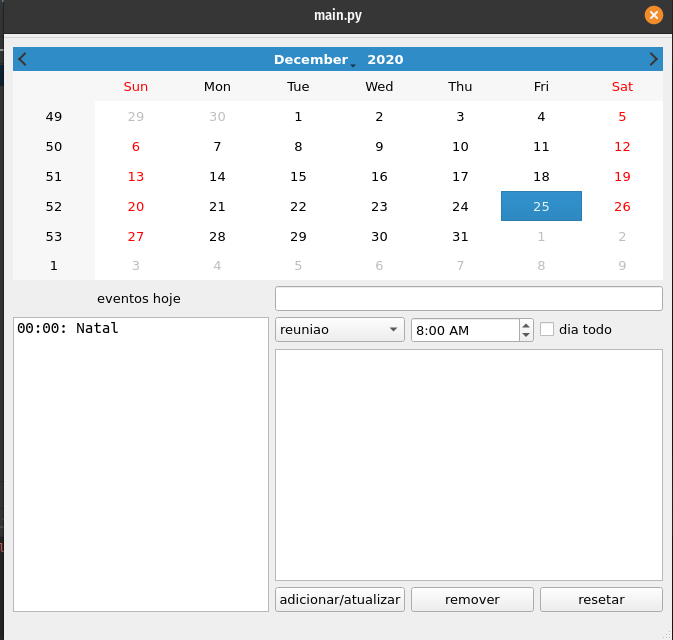 main.py
December 2020
Sun Mon Tue Wed Thu Fri Sat
49 29 30 1 2 3 4 5
50 6 7 8 9 10 11 12
51 13 14 15 16 17 18 19
52 20 21 22 23 24 25 26
53 27 28 29 30 31 1 2
1 3 4 5 6 7 8 9
eventos hoje
00:00: Natal
reuniao 8:00 AM dia todo
adicionar/atualizar remover resetar